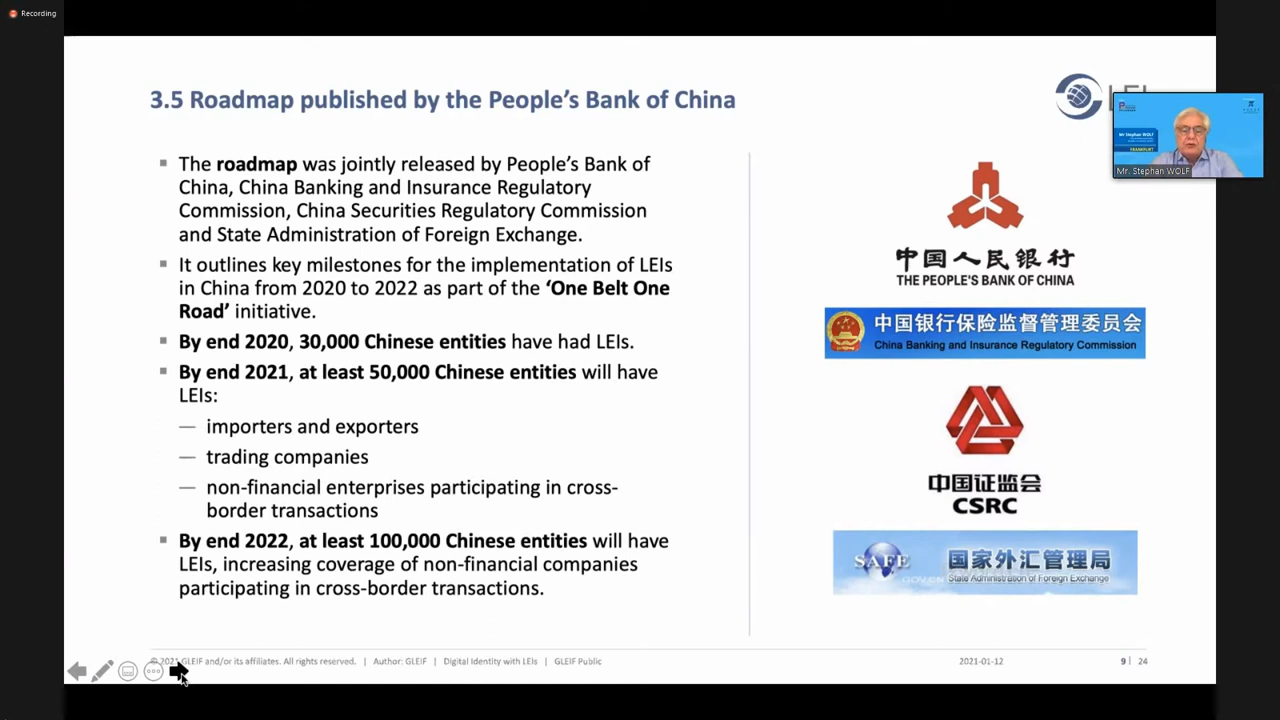 Recording
3.5 Roadmap published by the People's Bank of China
▪ The roadmap was jointly released by People's Bank of
China, China Banking and Insurance Regulatory
Commission, China Securities Regulatory Commission
and State Administration of Foreign Exchange.
▪ It outlines key milestones for the implementation of LEIs
in China from 2020 to 2022 as part of the 'One Belt One
Road' initiative.
▪ By end 2020, 30,000 Chinese entities have had LEIs.
▪ By end 2021, at least 50,000 Chinese entities will have
LEIs:
— importers and exporters
— trading companies
— non-financial enterprises participating in cross-
border transactions
▪ By end 2022, at least 100,000 Chinese entities will have
LEIs, increasing coverage of non-financial companies
participating in cross-border transactions.
Mr Stephan WOLF
FRANKFURT
Mr. Stephan WOLF
中国人民银行
THE PEOPLE'S BANK OF CHINA
中国银行保险监督管理委员会
China Banking and Insurance Regulatory Commission
中国证监会
CSRC
SAFE
国家外汇管理局
GOV.CN
State Administration of Foreign Exchange
© 2021 GLEIF and/or its affiliates. All rights reserved. | Author: GLEIF | Digital Identity with LEIs | GLEIF Public
2021-01-12
9 | 24